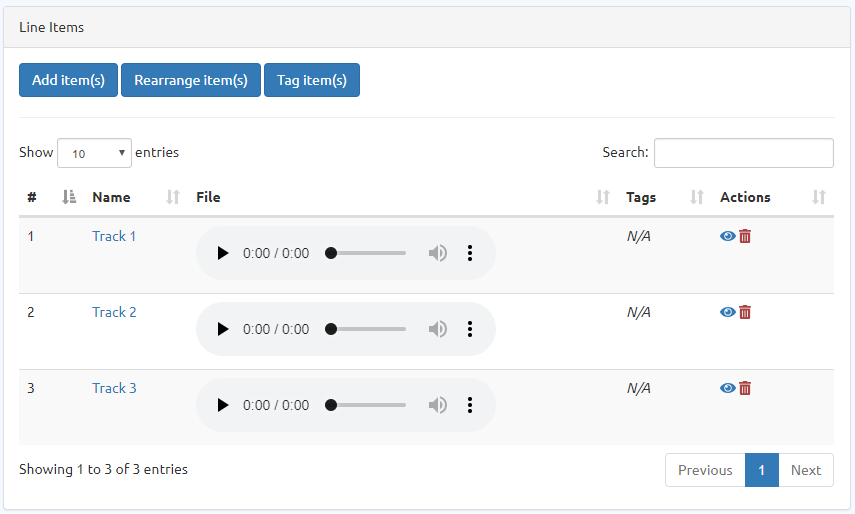 Line Items
Add item(s) Rearrange item(s) Tag item(s)
Show 10 entries Search:
# Name File Tags Actions
1 Track 1 0:00 / 0:00 N/A
2 Track 2 0:00 / 0:00 N/A
3 Track 3 0:00 / 0:00 N/A
Showing 1 to 3 of 3 entries Previous 1 Next